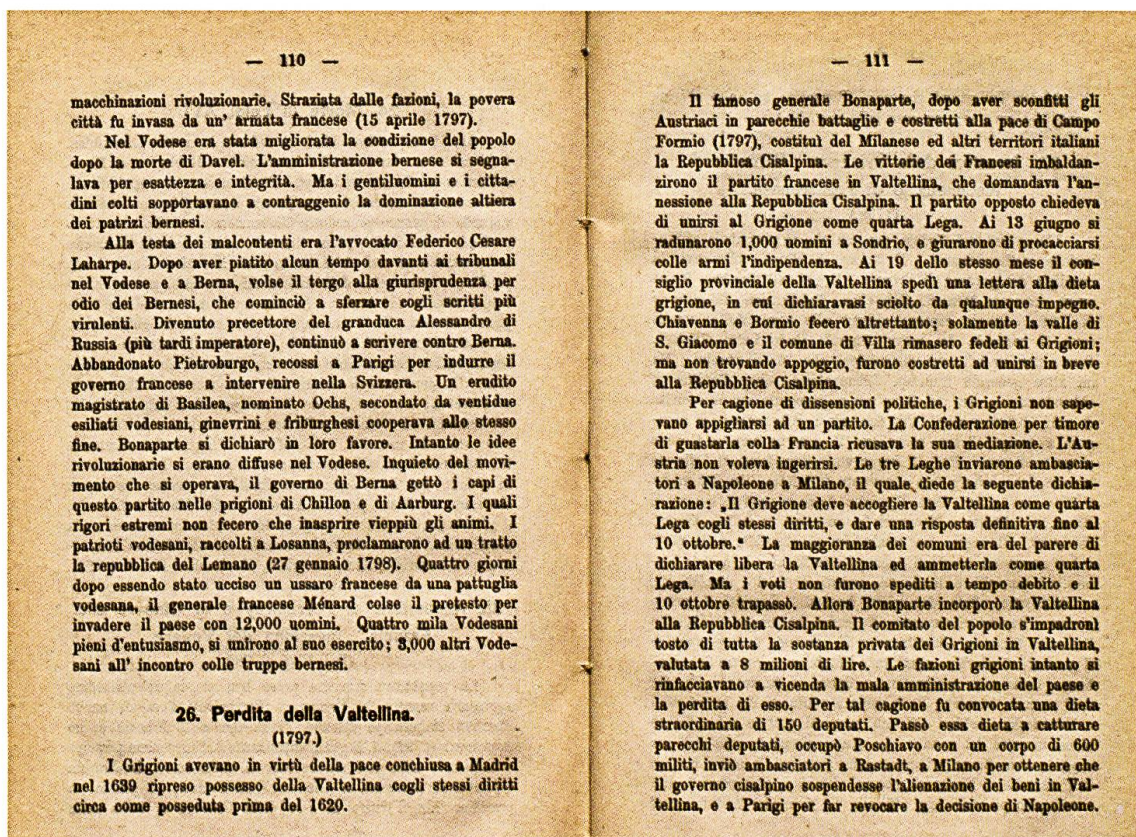 — 110 —
macchinazioni rivoluzionarie. Straziata dalle fazioni, la povera
città fu invasa da un' armata francese (15 aprile 1797).
Nel Vodese era stata migliorata la condizione del popolo
dopo la morte di Davel. L'amministrazione bernese si segna-
lava per esattezza e integrità. Ma i gentiluomini e i citta-
dini colti sopportavano a contraggenio la dominazione altiera
dei patrizi bernesi.
Alla testa dei malcontenti era l'avvocato Federico Cesare
Laharpe. Dopo aver piatito alcun tempo davanti ai tribunali
nel Vodese e a Berna, volse il tergo alla giurisprudenza per
odio dei Bernesi, che cominciò a sferzare cogli scritti più
virulenti. Divenuto precettore del granduca Alessandro di
Russia (più tardi imperatore), continuò a scrivere contro Berna.
Abbandonato Pietroburgo, recossi a Parigi per indurre il
governo francese a intervenire nella Svizzera. Un erudito
magistrato di Basilea, nominato Ochs, secondato da ventidue
esiliati vodesiani, ginevrini e friburghesi cooperava allo stesso
fine. Bonaparte si dichiarò in loro favore. Intanto le idee
rivoluzionarie si erano diffuse nel Vodese. Inquieto del movi-
mento che si operava, il governo di Berna gettò i capi di
questo partito nelle prigioni di Chillon e di Aarburg. I quali
rigori estremi non fecero che inasprire vieppiù gli animi. I
patrioti vodesani, raccolti a Losanna, proclamarono ad un tratto
la repubblica del Lemano (27 gennaio 1798). Quattro giorni
dopo essendo stato ucciso un ussaro francese da una pattuglia
vodesana, il generale francese Ménard colse il pretesto per
invadere il paese con 12,000 uomini. Quattro mila Vodesani
pieni d'entusiasmo, si unirono al suo esercito; 3,000 altri Vode-
sani all' incontro colle truppe bernesi.
26. Perdita della Valtellina.
(1797.)
I Grigioni avevano in virtù della pace conchiusa a Madrid
nel 1639 ripreso possesso della Valtellina cogli stessi diritti
circa come posseduta prima del 1620.
— 111 —
Il famoso generale Bonaparte, dopo aver sconfitti gli
Austriaci in parecchie battaglie e costretti alla pace di Campo
Formio (1797), costituì del Milanese ed altri territori italiani
la Repubblica Cisalpina. Le vittorie dei Francesi imbaldan-
zirono il partito francese in Valtellina, che domandava l'an-
nessione alla Repubblica Cisalpina. Il partito opposto chiedeva
di unirsi al Grigione come quarta Lega. Ai 13 giugno si
radunarono 1,000 uomini a Sondrio, e giurarono di procacciarsi
colle armi l'indipendenza. Ai 19 dello stesso mese il con-
siglio provinciale della Valtellina spedì una lettera alla dieta
grigione, in cui dichiaravasi sciolto da qualunque impegno.
Chiavenna e Bormio fecero altrettanto; solamente la valle di
S. Giacomo e il comune di Villa rimasero fedeli ai Grigioni;
ma non trovando appoggio, furono costretti ad unirsi in breve
alla Repubblica Cisalpina.
Per cagione di dissensioni politiche, i Grigioni non sape-
vano appigliarsi ad un partito. La Confederazione per timore
di guastarla colla Francia ricusava la sua mediazione. L'Au-
stria non voleva ingerirsi. Le tre Leghe inviarono ambascia-
tori a Napoleone a Milano, il quale diede la seguente dichia-
razione: „Il Grigione deve accogliere la Valtellina come quarta
Lega cogli stessi diritti, e dare una risposta definitiva fino al
10 ottobre.“ La maggioranza dei comuni era del parere di
dichiarare libera la Valtellina ed ammetterla come quarta
Lega. Ma i voti non furono spediti a tempo debito e il
10 ottobre trapassò. Allora Bonaparte incorporò la Valtellina
alla Repubblica Cisalpina. Il comitato del popolo s'impadronì
tosto di tutta la sostanza privata dei Grigioni in Valtellina,
valutata a 8 milioni di lire. Le fazioni grigioni intanto si
rinfacciavano a vicenda la mala amministrazione del paese e
la perdita di esso. Per tal cagione fu convocata una dieta
straordinaria di 150 deputati. Passò essa dieta a catturare
parecchi deputati, occupò Poschiavo con un corpo di 600
militi, inviò ambasciatori a Rastadt, a Milano per ottenere che
il governo cisalpino sospendesse l'alienazione dei beni in Val-
tellina, e a Parigi per far revocare la decisione di Napoleone.